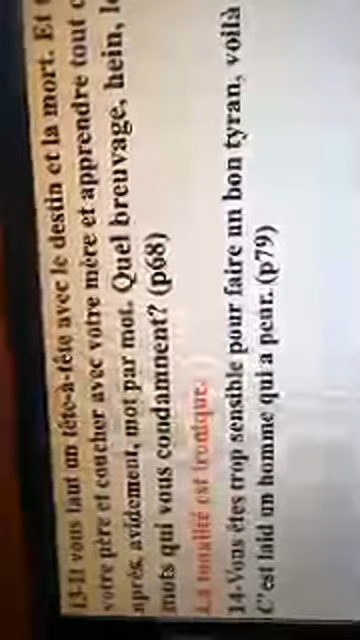 13-Il vous faut un tête-à-tête avec le destin et la mort. Et
votre père et coucher avec votre mère et apprendre tout
après, avidement, mot par mot. Quel breuvage, hein,
mots qui vous condamnent? (p68)
La tonalité est ironique.
14-Vous êtes trop sensible pour faire un bon tyran, voilà
C'est laid un homme qui a peur. (p79)